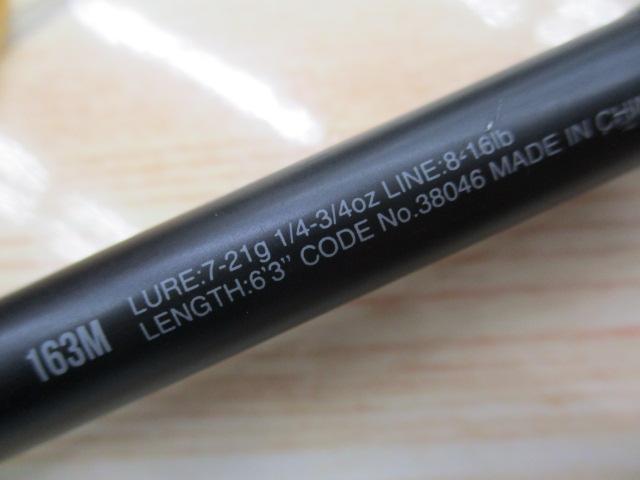 163M
LURE:7-21g 1/4-3/4oz LINE:8-16lb
LENGTH:6'3" CODE No.38046 MADE IN CHINA